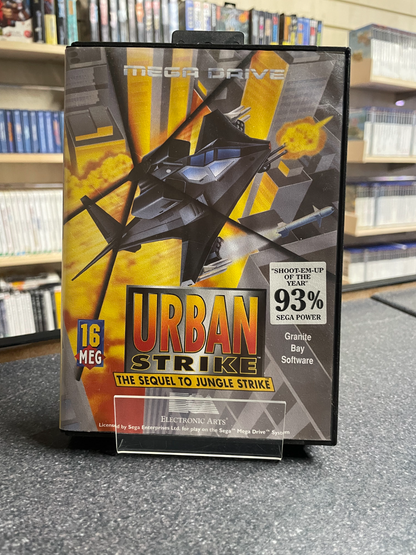 MEGA DRIVE
"SHOOT-EM-UP
OF THE
YEAR"
93%
SEGA POWER
URBAN
STRIKE™
THE SEQUEL TO JUNGLE STRIKE
16
MEG
Granite
Bay
Software
ELECTRONIC ARTS®
Licensed by Sega Enterprises Ltd. for play on the Sega™ Mega Drive™ System.